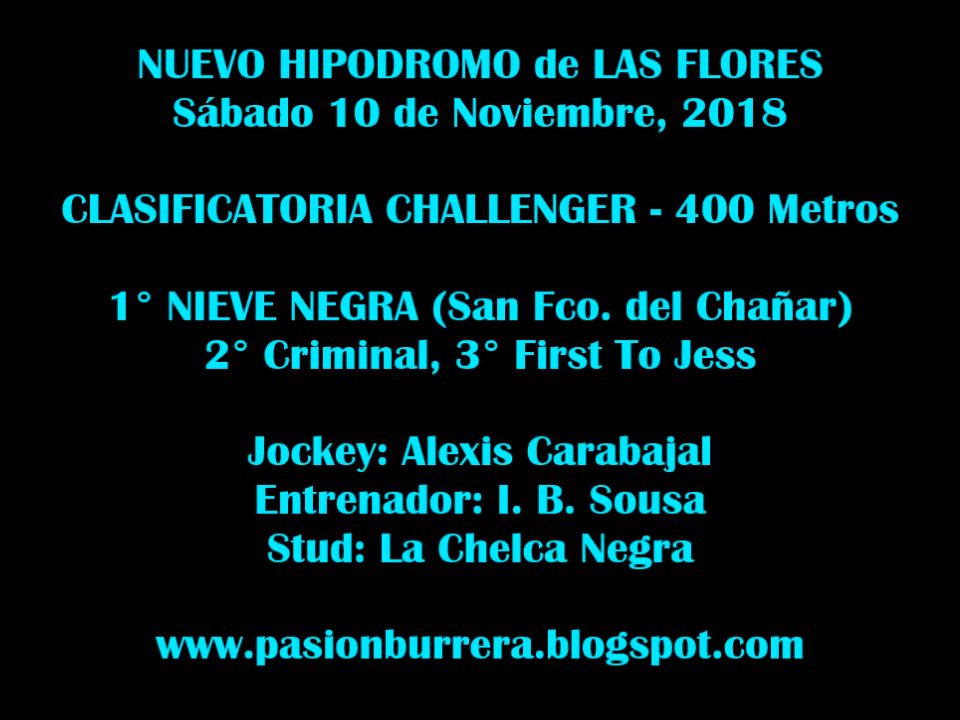 NUEVO HIPODROMO de LAS FLORES
Sábado 10 de Noviembre, 2018
CLASIFICATORIA CHALLENGER - 400 Metros
1° NIEVE NEGRA (San Fco. del Chañar)
2° Criminal, 3° First To Jess
Jockey: Alexis Carabajal
Entrenador: I. B. Sousa
Stud: La Chelca Negra
www.pasionburrera.blogspot.com